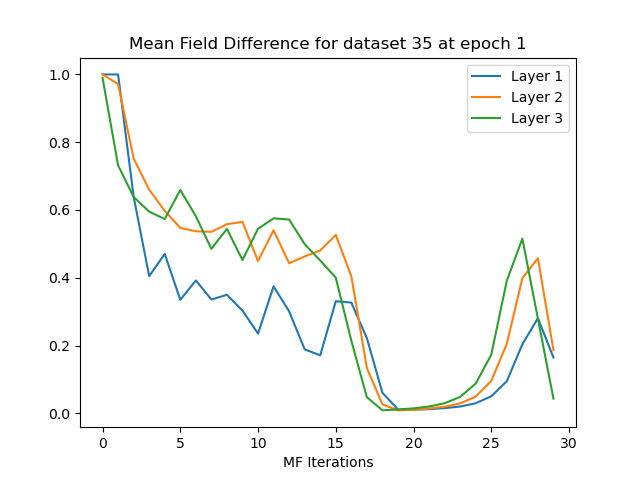 Mean Field Difference for dataset 35 at epoch 1
Layer 1
Layer 2
Layer 3
1.0
0.8
0.6
0.4
0.2
0.0
0 5 10 15 20 25 30
MF Iterations